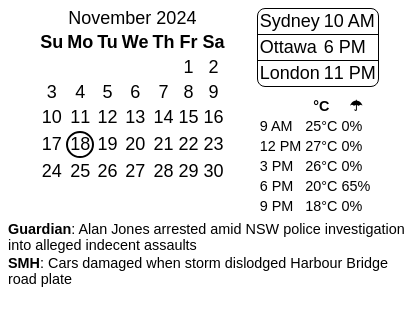 November 2024
Su Mo Tu We Th Fr Sa
1 2
3 4 5 6 7 8 9
10 11 12 13 14 15 16
17 18 19 20 21 22 23
24 25 26 27 28 29 30
Sydney 10 AM
Ottawa 6 PM
London 11 PM
°C ☂
9 AM 25°C 0%
12 PM 27°C 0%
3 PM 26°C 0%
6 PM 20°C 65%
9 PM 18°C 0%
Guardian: Alan Jones arrested amid NSW police investigation
into alleged indecent assaults
SMH: Cars damaged when storm dislodged Harbour Bridge
road plate